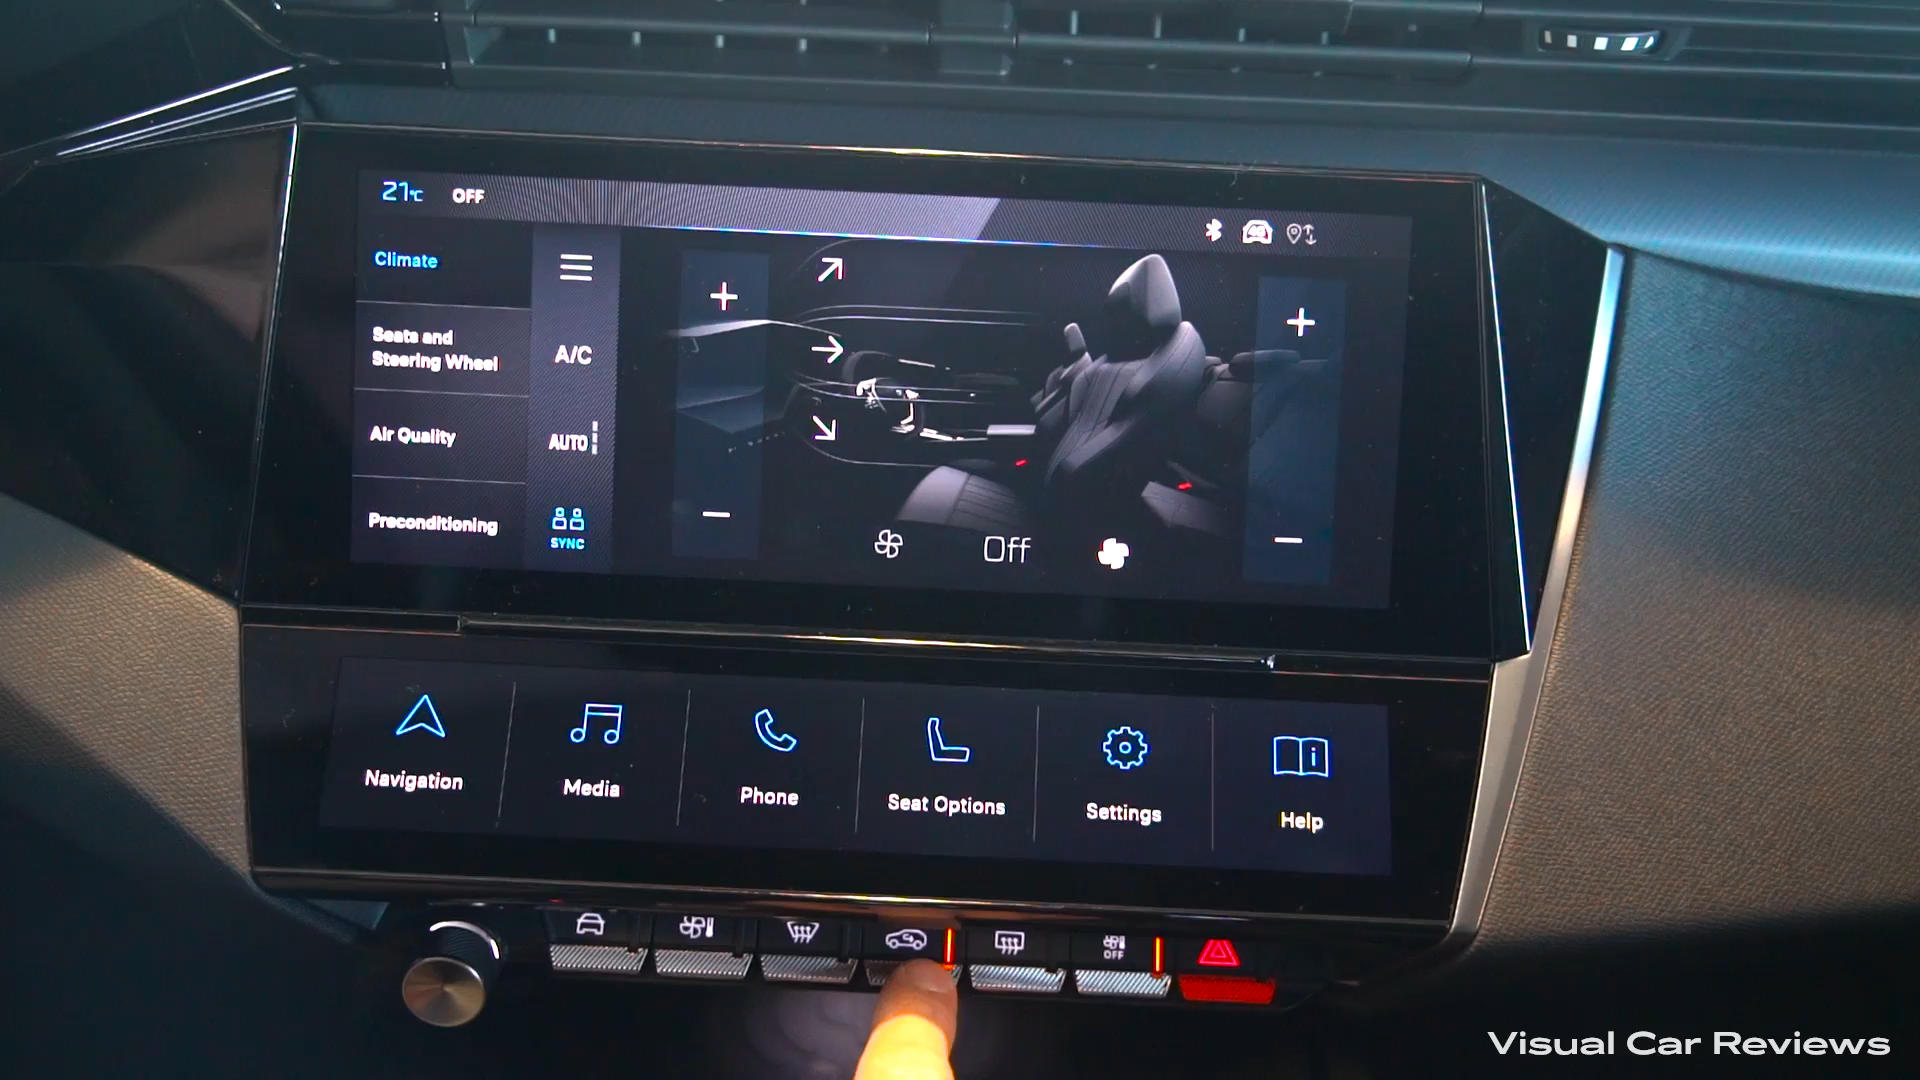 21°C OFF
4G
Climate
Seats and
Steering Wheel
Air Quality
Preconditioning
A/C
AUTO
SYNC
Off
Navigation
Media
Phone
Seat Options
Settings
Help
OFF
Visual Car Reviews